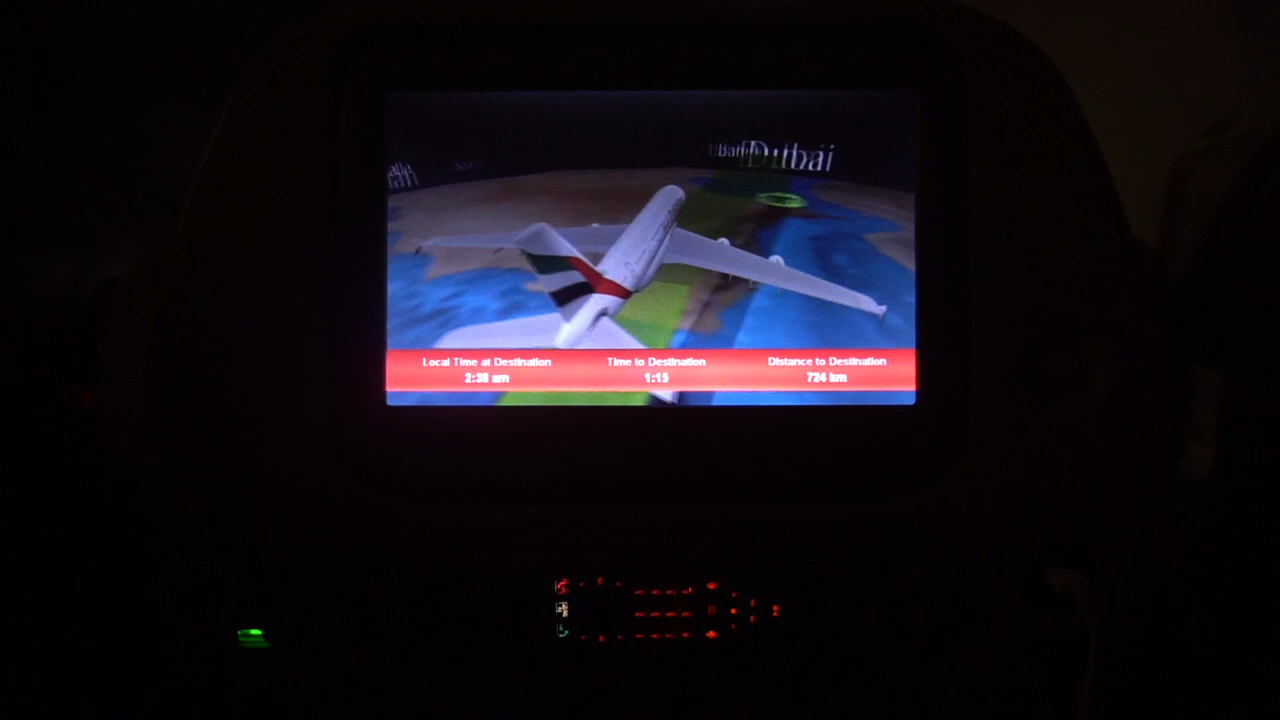 Dubai
Local Time at Destination Time to Destination Distance to Destination
2:38 am 1:15 724 km